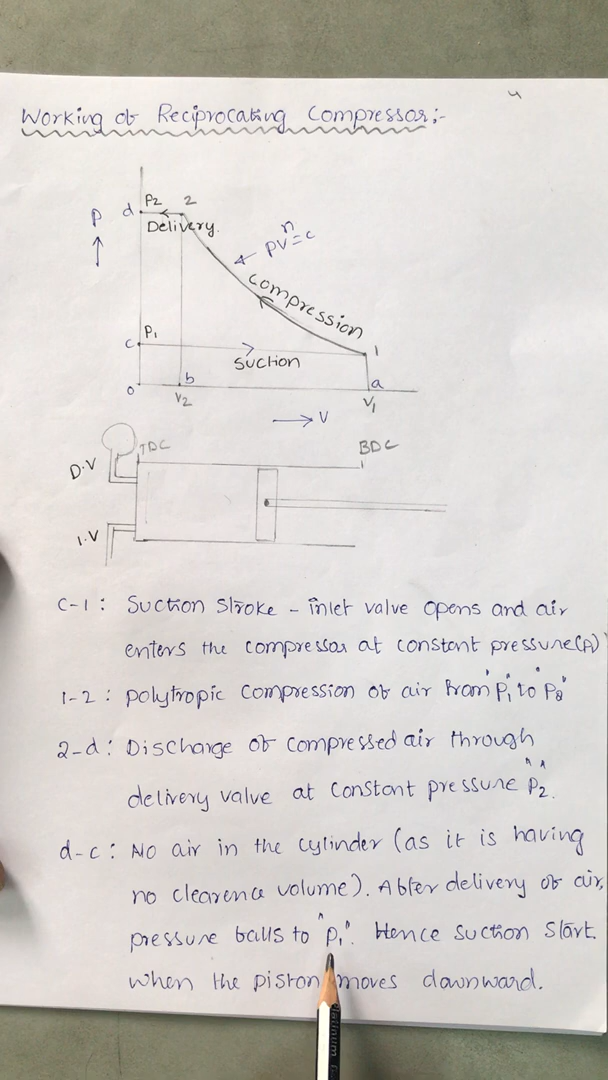 4
Working of Reciprocating Compressor:-
P2 2
d
P
Delivery.
PVⁿ=C
compression
P1
c
1
Suction
0
b
a
V2
V1
V
TDC
BDC
D.V
I.V
C-1: Suction Stroke - inlet valve opens and air
enters the compressor at constant pressure(P1)
1-2: polytropic compression of air from "P1" to "P2"
2-d: Discharge of compressed air through
delivery valve at constant pressure "P2".
d-c: No air in the cylinder (as it is having
no clearence volume). After delivery of air,
pressure falls to "P1". Hence suction start
when the piston moves downward.
platinum